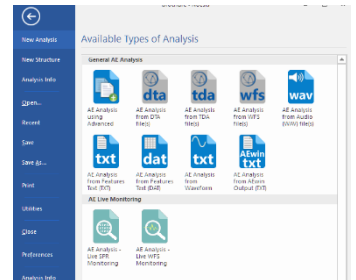 New Analysis
New Structure
Analysis Info
Open...
Recent
Save
Save As...
Print
Utilities
Close
Preferences
Analysis Info
Available Types of Analysis
General AE Analysis
dta
tda
wfs
wav
AE Analysis
using
Advanced
AE Analysis
from DTA
file(s)
AE Analysis
from TDA
file(s)
AE Analysis
from WFS
file(s)
AE Analysis
from Audio
(WAV) file(s)
txt
dat
txt
AEwin
txt
AE Analysis
from Features
Text (TXT)
AE Analysis
from Features
Text (DAT)
AE Analysis
from
Waveform
AE Analysis
from AEwin
Output (TXT)
AE Live Monitoring
AE Analysis -
Live SPR
Monitoring
AE Analysis -
Live WFS
Monitoring